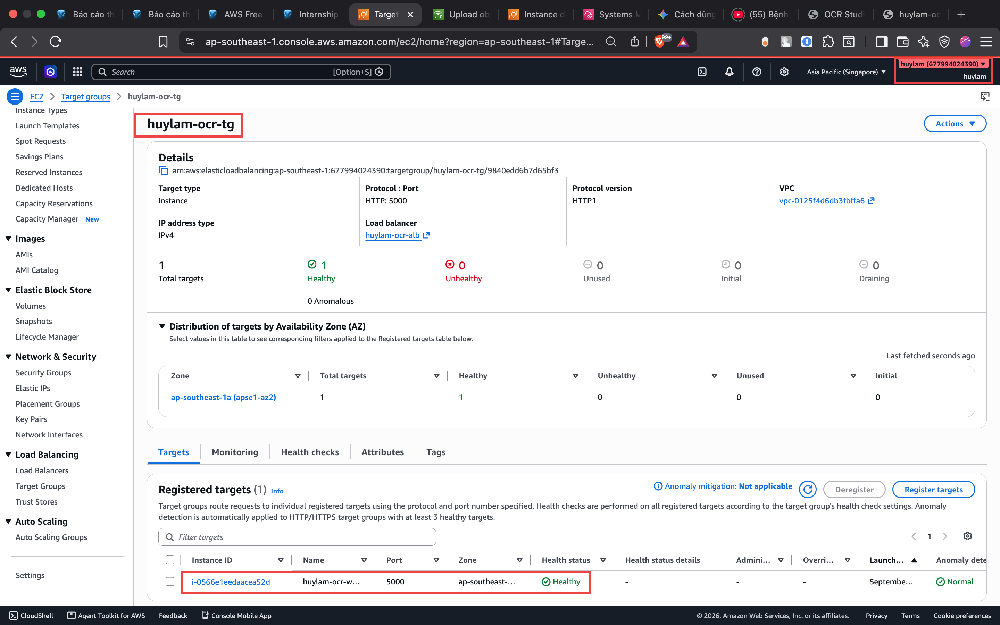 Báo cáo th
Báo cáo th
AWS Free
Internship
Target
Upload ob
Instance d
Systems M
Cách dùng
(55) Bệnh
OCR Studi
huylam-oc
ap-southeast-1.console.aws.amazon.com/ec2/home?region=ap-southeast-1#Targe...
99+
aws
Search
[Option+S]
Asia Pacific (Singapore)
huylam (677994024390)
huylam
EC2
Target groups
huylam-ocr-tg
Instance Types
Launch Templates
Spot Requests
Savings Plans
Reserved Instances
Dedicated Hosts
Capacity Reservations
Capacity Manager New
Images
AMIs
AMI Catalog
Elastic Block Store
Volumes
Snapshots
Lifecycle Manager
Network & Security
Security Groups
Elastic IPs
Placement Groups
Key Pairs
Network Interfaces
Load Balancing
Load Balancers
Target Groups
Trust Stores
Auto Scaling
Auto Scaling Groups
Settings
huylam-ocr-tg
Actions
Details
arn:aws:elasticloadbalancing:ap-southeast-1:677994024390:targetgroup/huylam-ocr-tg/9840edd6b7d65bf3
Target type
Instance
Protocol : Port
HTTP: 5000
Protocol version
HTTP1
VPC
vpc-0125f4d6db3fbffa6
IP address type
IPv4
Load balancer
huylam-ocr-alb
1
Total targets
1
Healthy
0 Anomalous
0
Unhealthy
0
Unused
0
Initial
0
Draining
Distribution of targets by Availability Zone (AZ)
Select values in this table to see corresponding filters applied to the Registered targets table below.
Last fetched seconds ago
Zone Total targets Healthy Unhealthy Unused Initial
ap-southeast-1a (apse1-az2) 1 1 0 0 0
Targets Monitoring Health checks Attributes Tags
Registered targets (1) Info
Anomaly mitigation: Not applicable
Deregister
Register targets
Target groups route requests to individual registered targets using the protocol and port number specified. Health checks are performed on all registered targets according to the target group's health check settings. Anomaly
detection is automatically applied to HTTP/HTTPS target groups with at least 3 healthy targets.
Filter targets
1
Instance ID Name Port Zone Health status Health status details Admini... Overri... Launch... Anomaly dete
i-0566e1eedaacea52d huylam-ocr-w... 5000 ap-southeast-... Healthy - - - Septembe... Normal
CloudShell Agent Toolkit for AWS Feedback Console Mobile App
© 2026, Amazon Web Services, Inc. or its affiliates. Privacy Terms Cookie preferences